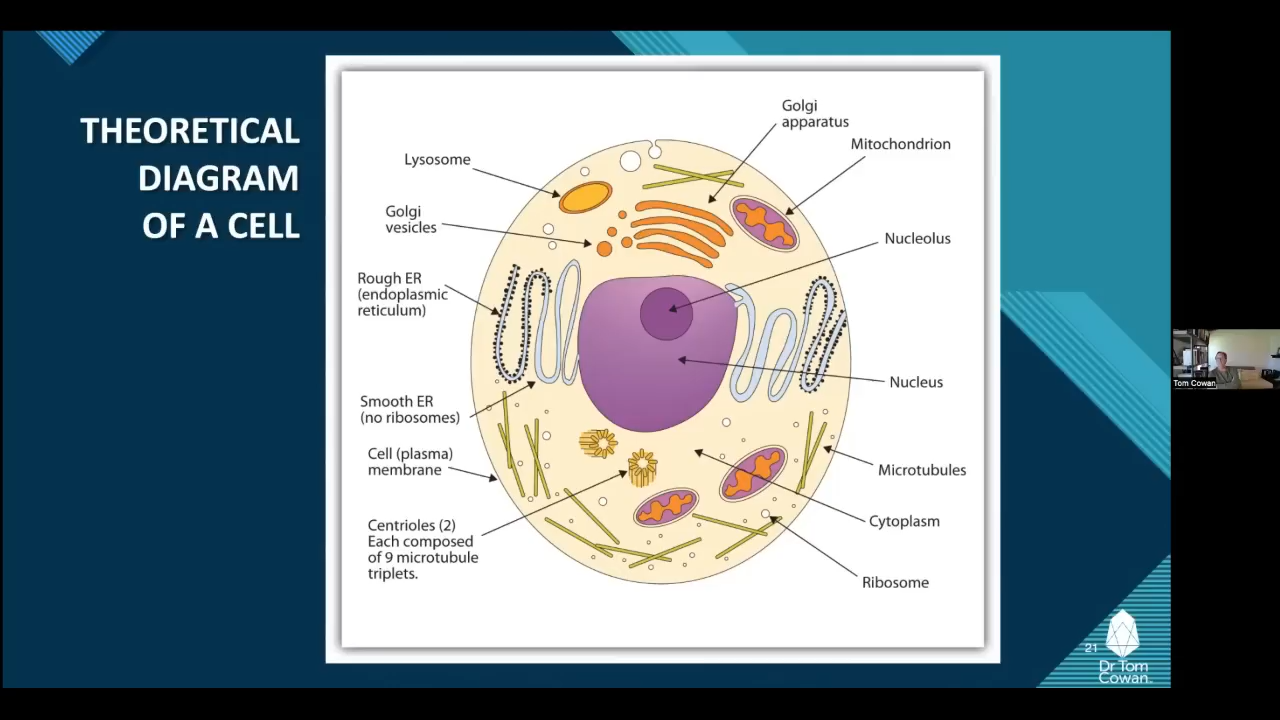 THEORETICAL
DIAGRAM
OF A CELL
Golgi
apparatus
Mitochondrion
Lysosome
Golgi
vesicles
Nucleolus
Rough ER
(endoplasmic
reticulum)
Nucleus
Smooth ER
(no ribosomes)
Cell (plasma)
membrane
Microtubules
Centrioles (2)
Each composed
of 9 microtubule
triplets.
Cytoplasm
Ribosome
21
Dr Tom
Cowan™
Tom Cowan